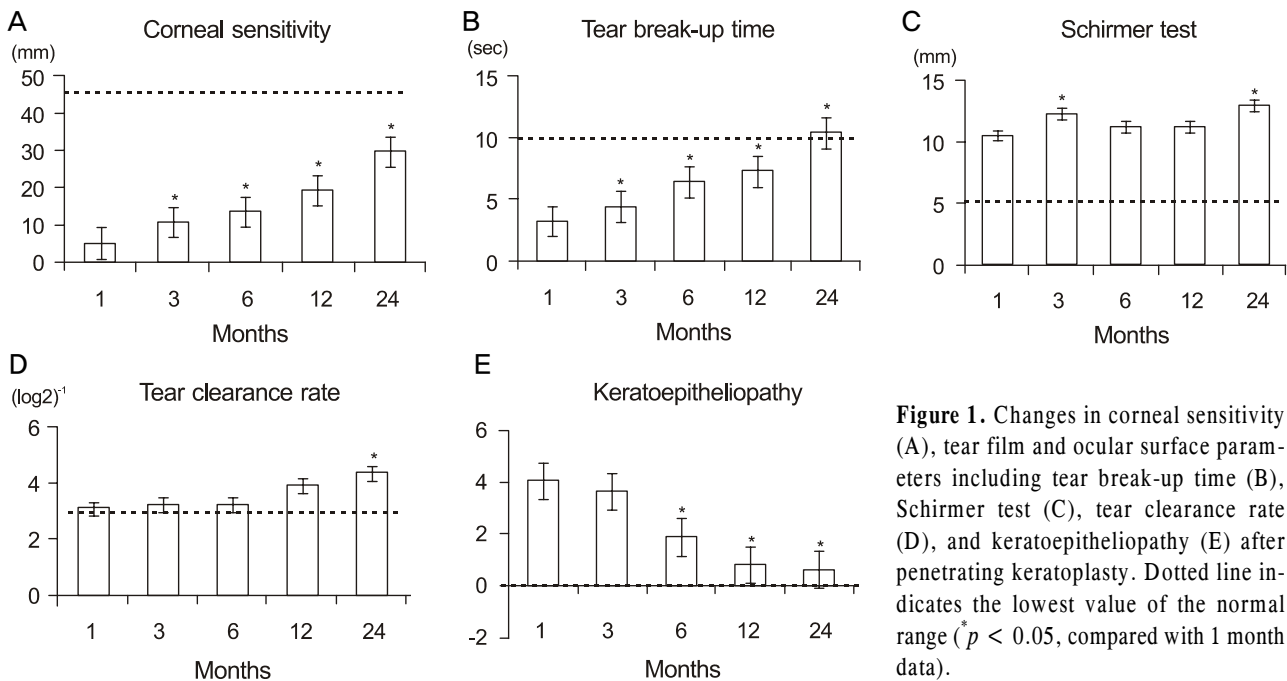 A
Corneal sensitivity
(mm)
50
40
30
20
10
0
*
*
*
*
1 3 6 12 24
Months
B
Tear break-up time
(sec)
15
10
5
0
*
*
*
*
1 3 6 12 24
Months
C
Schirmer test
(mm)
15
10
5
0
*
*
1 3 6 12 24
Months
D
Tear clearance rate
(log2)⁻¹
6
4
2
0
*
1 3 6 12 24
Months
E
Keratoepitheliopathy
6
4
2
0
-2
*
*
*
1 3 6 12 24
Months
Figure 1. Changes in corneal sensitivity
(A), tear film and ocular surface param-
eters including tear break-up time (B),
Schirmer test (C), tear clearance rate
(D), and keratoepitheliopathy (E) after
penetrating keratoplasty. Dotted line in-
dicates the lowest value of the normal
range (*p < 0.05, compared with 1 month
data).